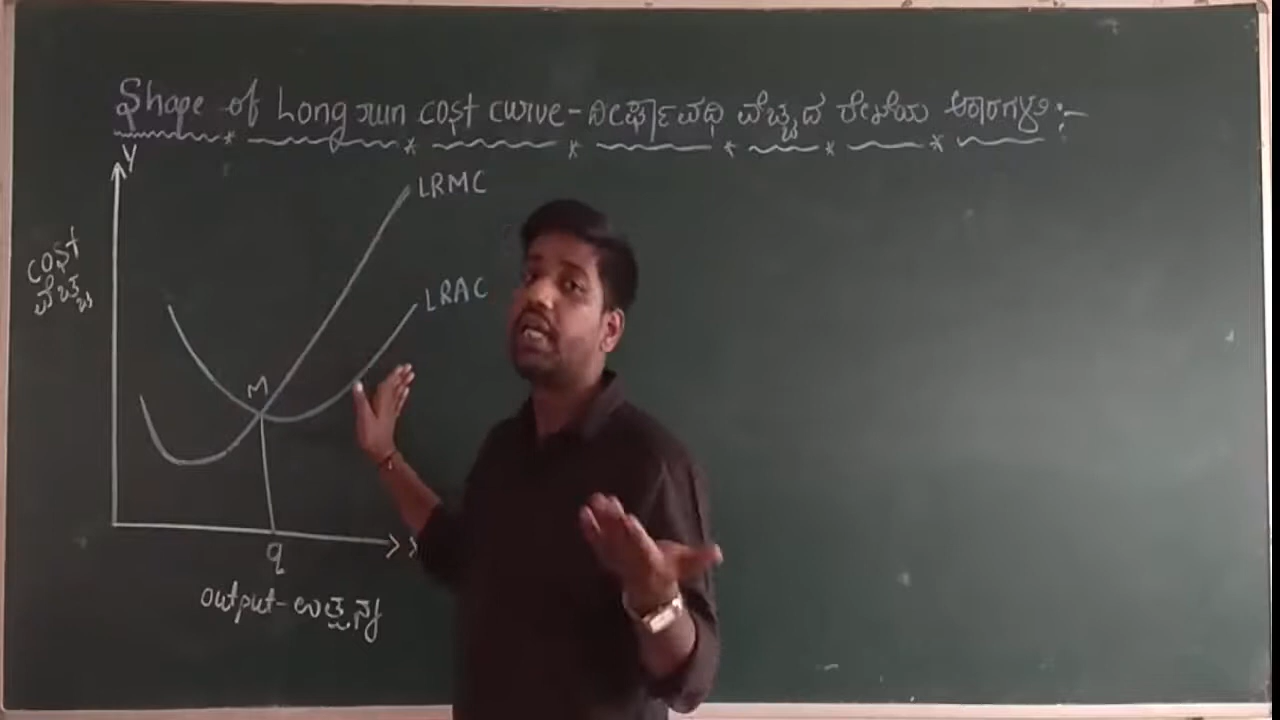 Shape of Long run cost curve - ದೀರ್ಘಾವಧಿ ವೆಚ್ಚದ ರೇಖೆಯ ಆಕಾರಗಳು :-
Y
LRMC
cost
ವೆಚ್ಚ
LRAC
M
q
output - ಉತ್ಪನ್ನ